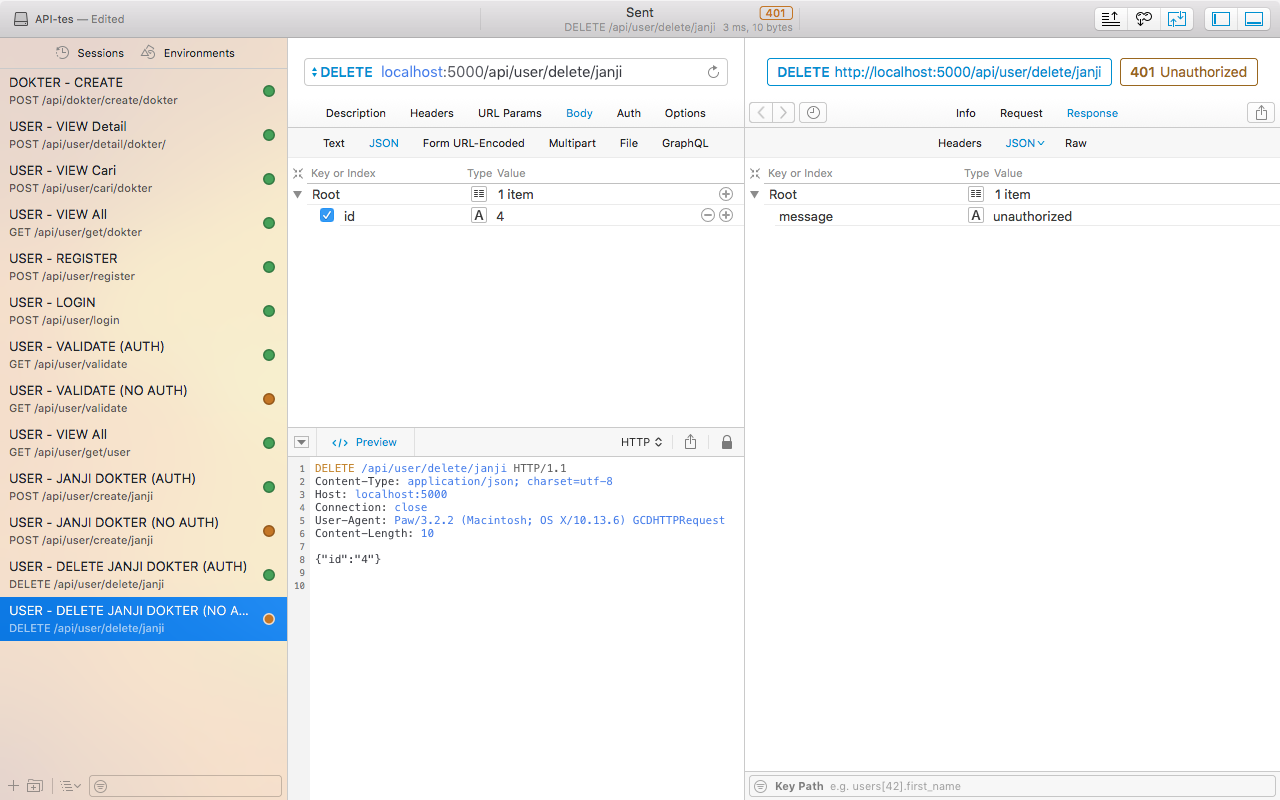 API-tes — Edited
Sent
401
DELETE /api/user/delete/janji 3 ms, 10 bytes
Sessions
Environments
DOKTER - CREATE
POST /api/dokter/create/dokter
USER - VIEW Detail
POST /api/user/detail/dokter/
USER - VIEW Cari
POST /api/user/cari/dokter
USER - VIEW All
GET /api/user/get/dokter
USER - REGISTER
POST /api/user/register
USER - LOGIN
POST /api/user/login
USER - VALIDATE (AUTH)
GET /api/user/validate
USER - VALIDATE (NO AUTH)
GET /api/user/validate
USER - VIEW All
GET /api/user/get/user
USER - JANJI DOKTER (AUTH)
POST /api/user/create/janji
USER - JANJI DOKTER (NO AUTH)
POST /api/user/create/janji
USER - DELETE JANJI DOKTER (AUTH)
DELETE /api/user/delete/janji
USER - DELETE JANJI DOKTER (NO A...
DELETE /api/user/delete/janji
DELETE localhost:5000/api/user/delete/janji
Description Headers URL Params Body Auth Options
Text JSON Form URL-Encoded Multipart File GraphQL
Key or Index Type Value
Root 1 item
id A 4
Preview HTTP
1 DELETE /api/user/delete/janji HTTP/1.1
2 Content-Type: application/json; charset=utf-8
3 Host: localhost:5000
4 Connection: close
5 User-Agent: Paw/3.2.2 (Macintosh; OS X/10.13.6) GCDHTTPRequest
6 Content-Length: 10
7
8 {"id":"4"}
9
10
DELETE http://localhost:5000/api/user/delete/janji
401 Unauthorized
Info Request Response
Headers JSON Raw
Key or Index Type Value
Root 1 item
message A unauthorized
Key Path e.g. users[42].first_name